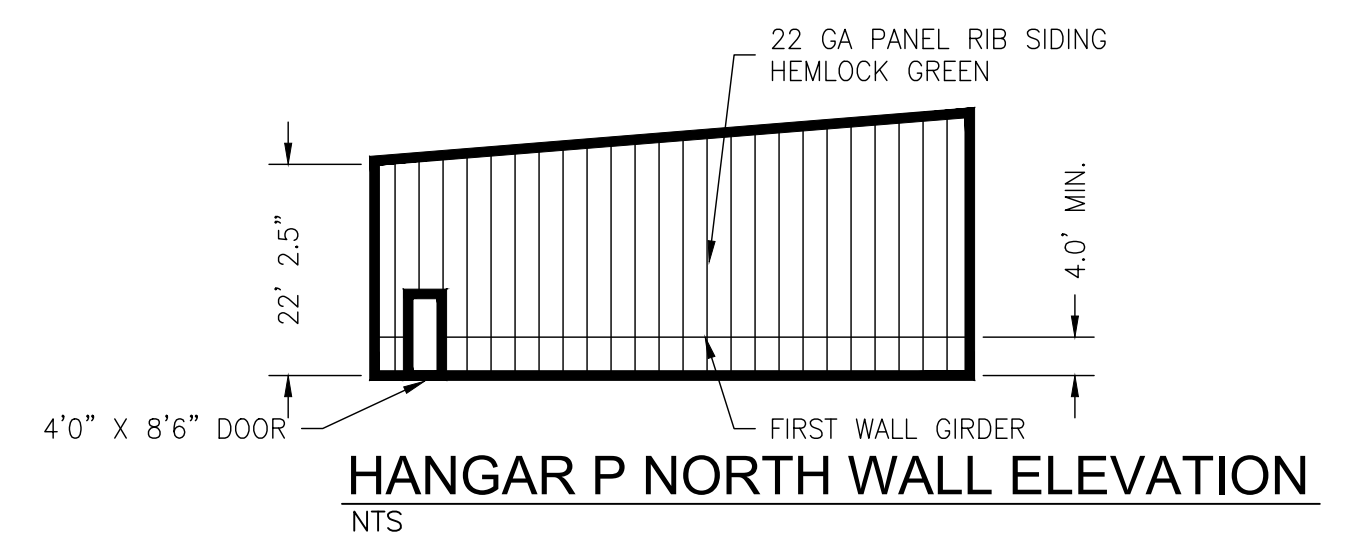 22 GA PANEL RIB SIDING
HEMLOCK GREEN
22' 2.5"
4.0' MIN.
4'0" X 8'6" DOOR
FIRST WALL GIRDER
HANGAR P NORTH WALL ELEVATION
NTS